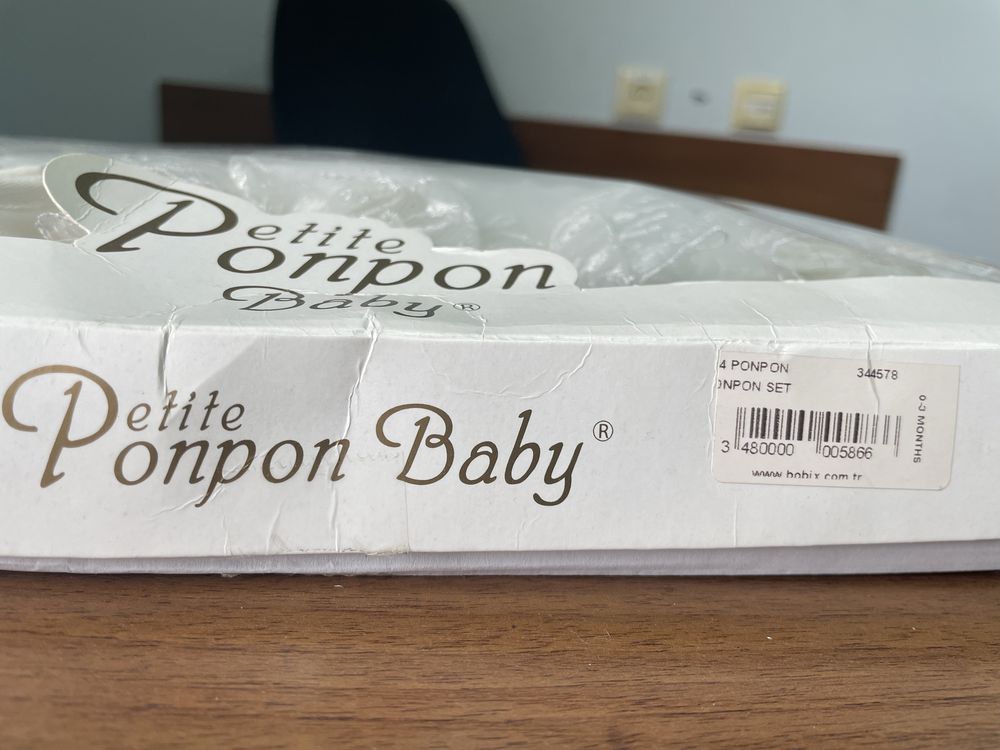 Petite
Ponpon
Baby®
Petite
Ponpon Baby®
4 PONPON 344578
ONPON SET
0-3 MONTHS
3 480000 005866
www.bobix.com.tr